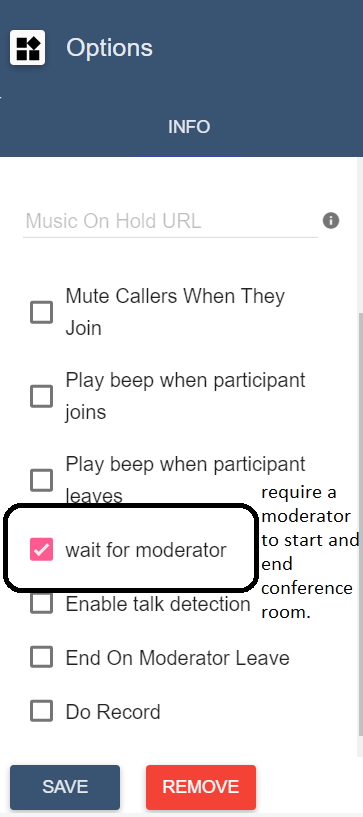 Options
INFO
Music On Hold URL
Mute Callers When They
Join
Play beep when participant
joins
Play beep when participant
leaves
wait for moderator
require a
moderator
to start and
end
conference
room.
Enable talk detection
End On Moderator Leave
Do Record
SAVE
REMOVE